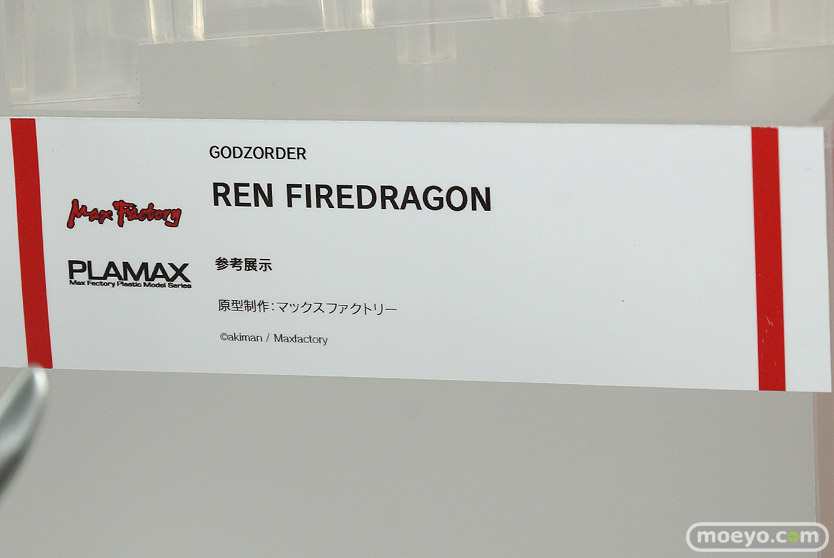 GODZORDER
REN FIREDRAGON
Max Factory
PLAMAX
Max Factory Plastic Model Series
参考展示
原型制作:マックスファクトリー
©akiman / Maxfactory
moeyo.com